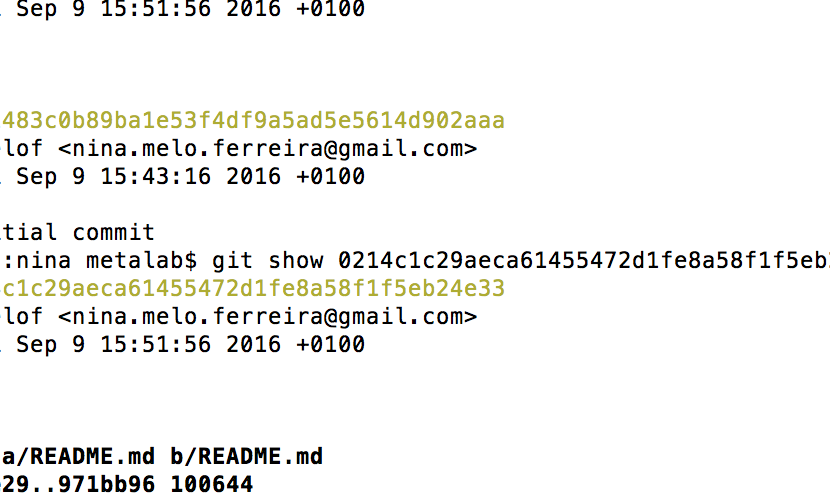 Sep 9 15:51:56 2016 +0100
483c0b89ba1e53f4df9a5ad5e5614d902aaa
lof <nina.melo.ferreira@gmail.com>
Sep 9 15:43:16 2016 +0100
tial commit
:nina metalab$ git show 0214c1c29aeca61455472d1fe8a58f1f5eb
c1c29aeca61455472d1fe8a58f1f5eb24e33
lof <nina.melo.ferreira@gmail.com>
Sep 9 15:51:56 2016 +0100
a/README.md b/README.md
29..971bb96 100644